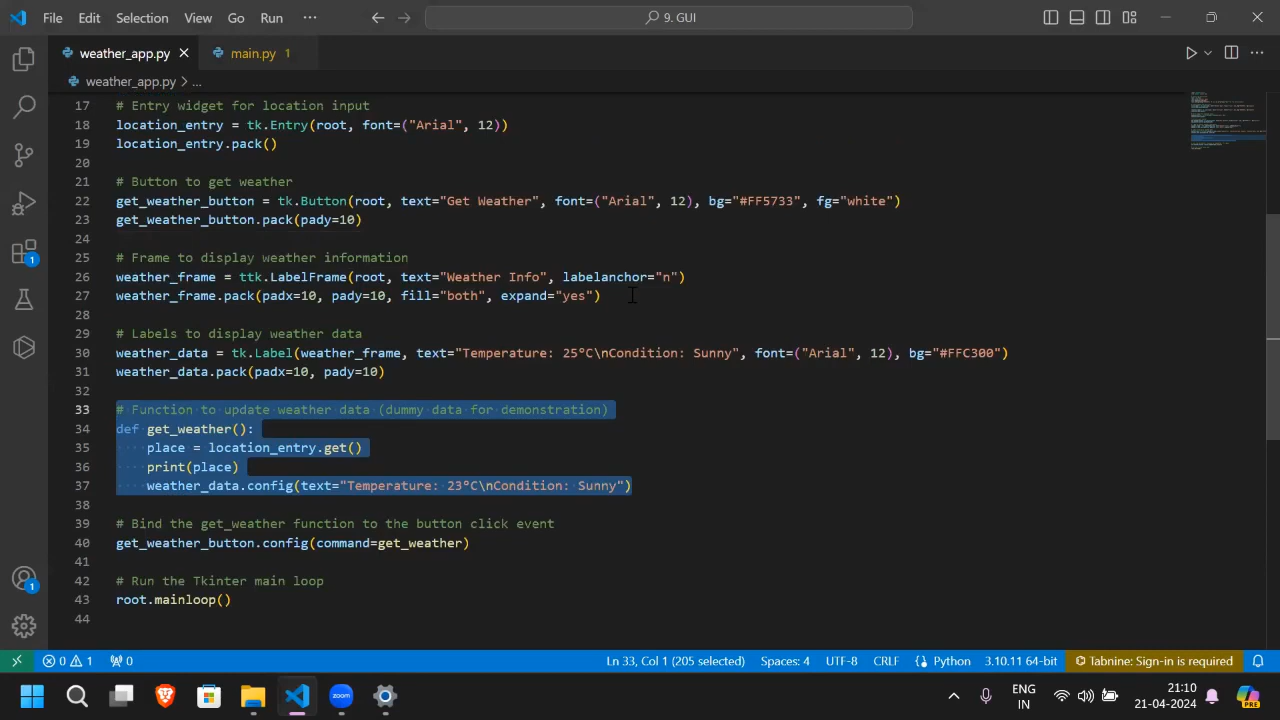 File Edit Selection View Go Run ··· 9. GUI
weather_app.py main.py 1
weather_app.py > ...
17 # Entry widget for location input
18 location_entry = tk.Entry(root, font=("Arial", 12))
19 location_entry.pack()
20
21 # Button to get weather
22 get_weather_button = tk.Button(root, text="Get Weather", font=("Arial", 12), bg="#FF5733", fg="white")
23 get_weather_button.pack(pady=10)
24
25 # Frame to display weather information
26 weather_frame = ttk.LabelFrame(root, text="Weather Info", labelanchor="n")
27 weather_frame.pack(padx=10, pady=10, fill="both", expand="yes")
28
29 # Labels to display weather data
30 weather_data = tk.Label(weather_frame, text="Temperature: 25°C\nCondition: Sunny", font=("Arial", 12), bg="#FFC300")
31 weather_data.pack(padx=10, pady=10)
32
33 # Function to update weather data (dummy data for demonstration)
34 def get_weather():
35 place = location_entry.get()
36 print(place)
37 weather_data.config(text="Temperature: 23°C\nCondition: Sunny")
38
39 # Bind the get_weather function to the button click event
40 get_weather_button.config(command=get_weather)
41
42 # Run the Tkinter main loop
43 root.mainloop()
44
1
1
0 1 0 Ln 33, Col 1 (205 selected) Spaces: 4 UTF-8 CRLF Python 3.10.11 64-bit Tabnine: Sign-in is required
zoom ENG IN 21:10 21-04-2024 PRE